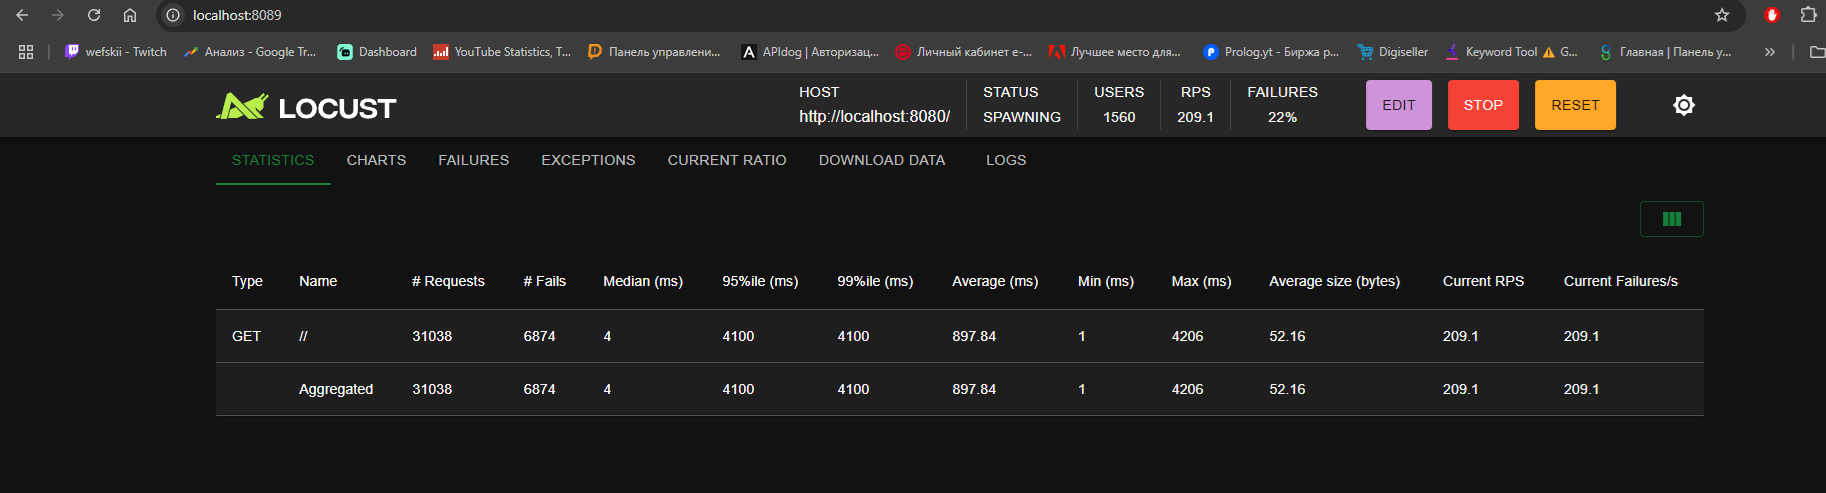 localhost:8089
wefskii - Twitch Анализ - Google Tr... Dashboard YouTube Statistics, T... Панель управлени... APIdog | Авторизац... Личный кабинет е-... Лучшее место для... Prolog.yt - Биржа р... Digiseller Keyword Tool ⚠ G... Главная | Панель у... »
LOCUST
HOST STATUS USERS RPS FAILURES
http://localhost:8080/ SPAWNING 1560 209.1 22%
EDIT STOP RESET
STATISTICS CHARTS FAILURES EXCEPTIONS CURRENT RATIO DOWNLOAD DATA LOGS
Type Name # Requests # Fails Median (ms) 95%ile (ms) 99%ile (ms) Average (ms) Min (ms) Max (ms) Average size (bytes) Current RPS Current Failures/s
GET // 31038 6874 4 4100 4100 897.84 1 4206 52.16 209.1 209.1
Aggregated 31038 6874 4 4100 4100 897.84 1 4206 52.16 209.1 209.1